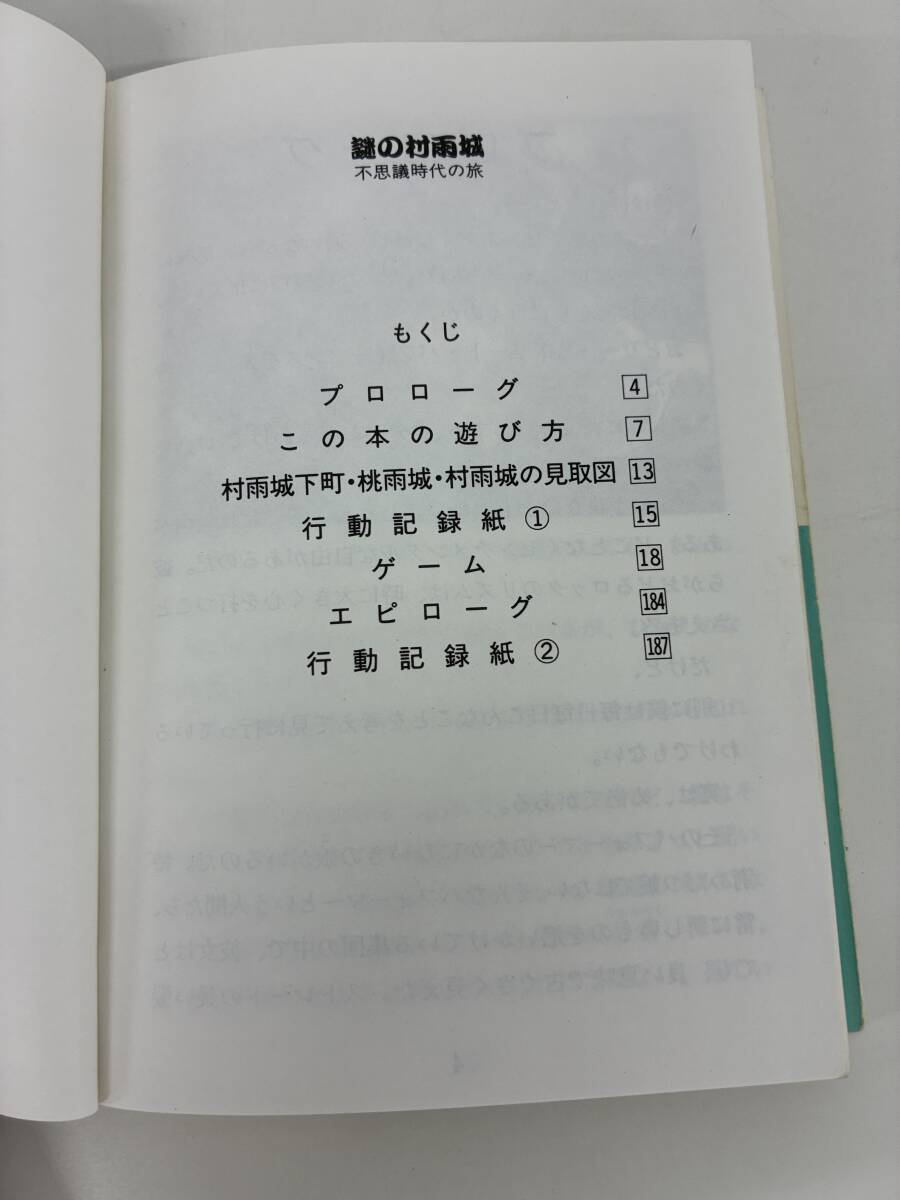 謎の村雨城
不思議時代の旅
もくじ
プロローグ 4
この本の遊び方 7
村雨城下町・桃雨城・村雨城の見取図 13
行動記録紙① 15
ゲーム 18
エピローグ 184
行動記録紙② 187